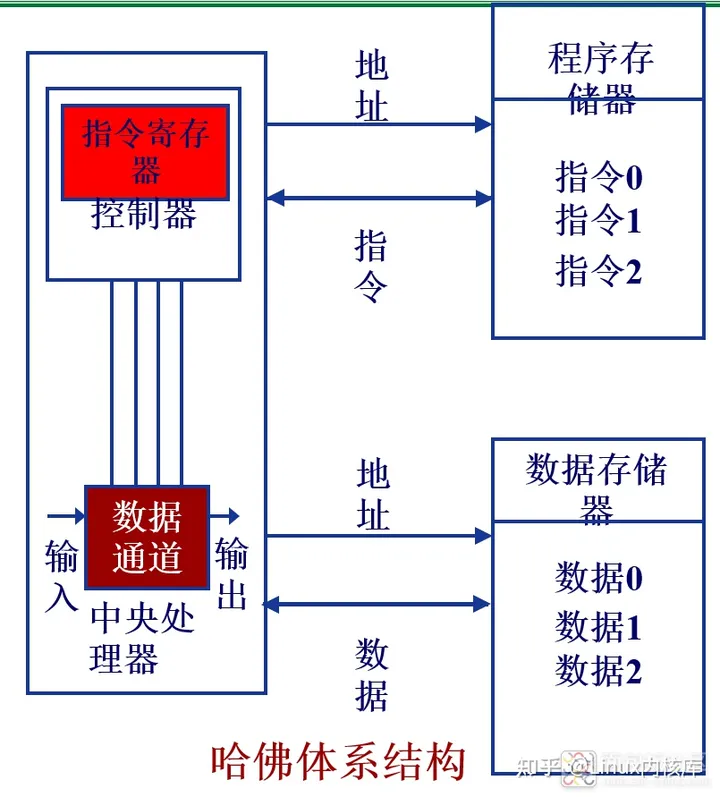 地
址
程序存
储器
指令寄存
器
控制器
指令0
指令1
指令2
指
令
地
址
数据存储
器
数据
通道
输
入
输
出
中央处
理器
数据0
数据1
数据2
数
据
哈佛体系结构
知乎 @Linux内核库